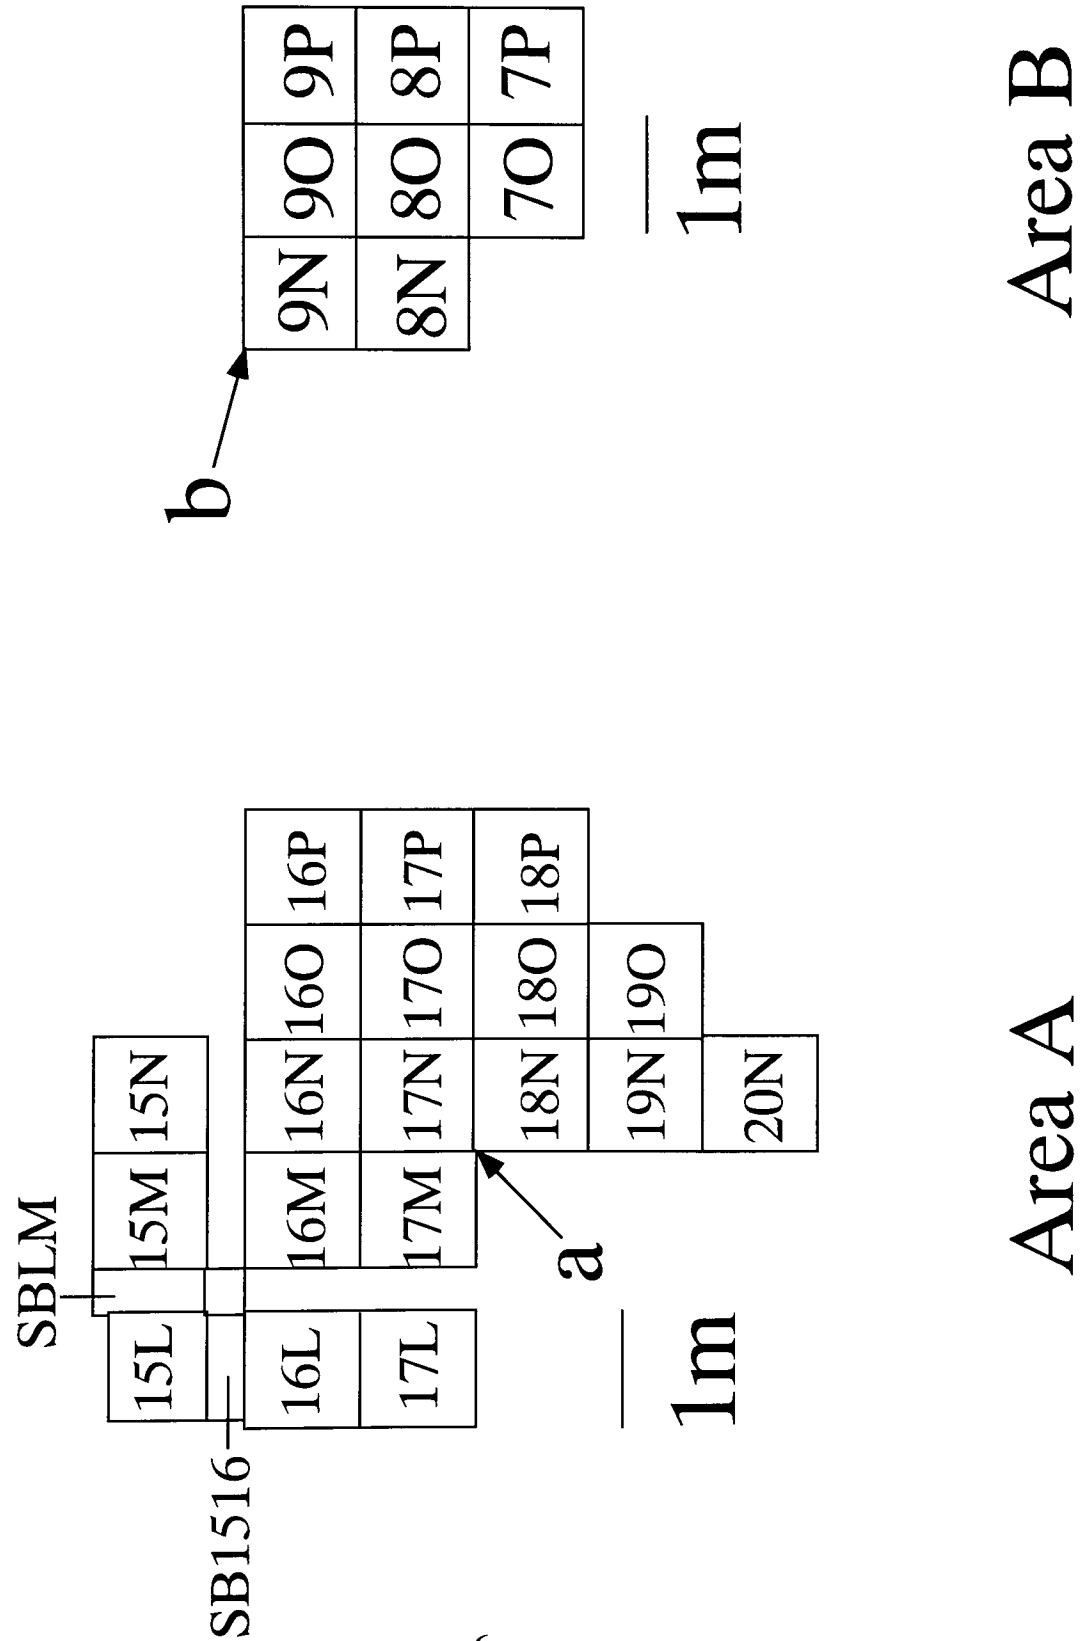 SBLM
15L 15M 15N
SB1516
16L 16M 16N 16O 16P
17L 17M 17N 17O 17P
18N 18O 18P
a
19N 19O
20N
1m
Area A
b
9N 9O 9P
8N 8O 8P
7O 7P
1m
Area B